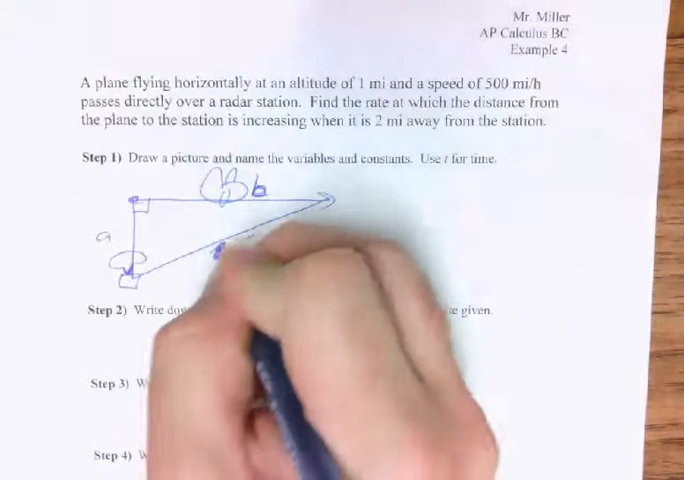 Mr. Miller
AP Calculus BC
Example 4
A plane flying horizontally at an altitude of 1 mi and a speed of 500 mi/h
passes directly over a radar station. Find the rate at which the distance from
the plane to the station is increasing when it is 2 mi away from the station.
Step 1) Draw a picture and name the variables and constants. Use t for time.
b
a
Step 2) Write given.
Step 3)
Step 4)